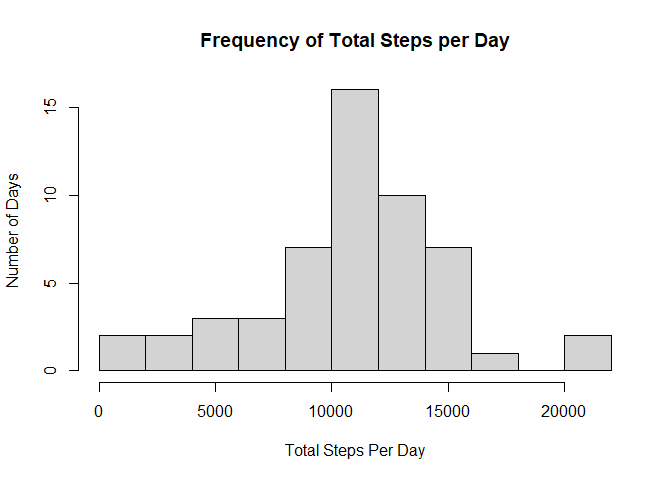 Frequency of Total Steps per Day
15
10
5
0
Number of Days
0 5000 10000 15000 20000
Total Steps Per Day